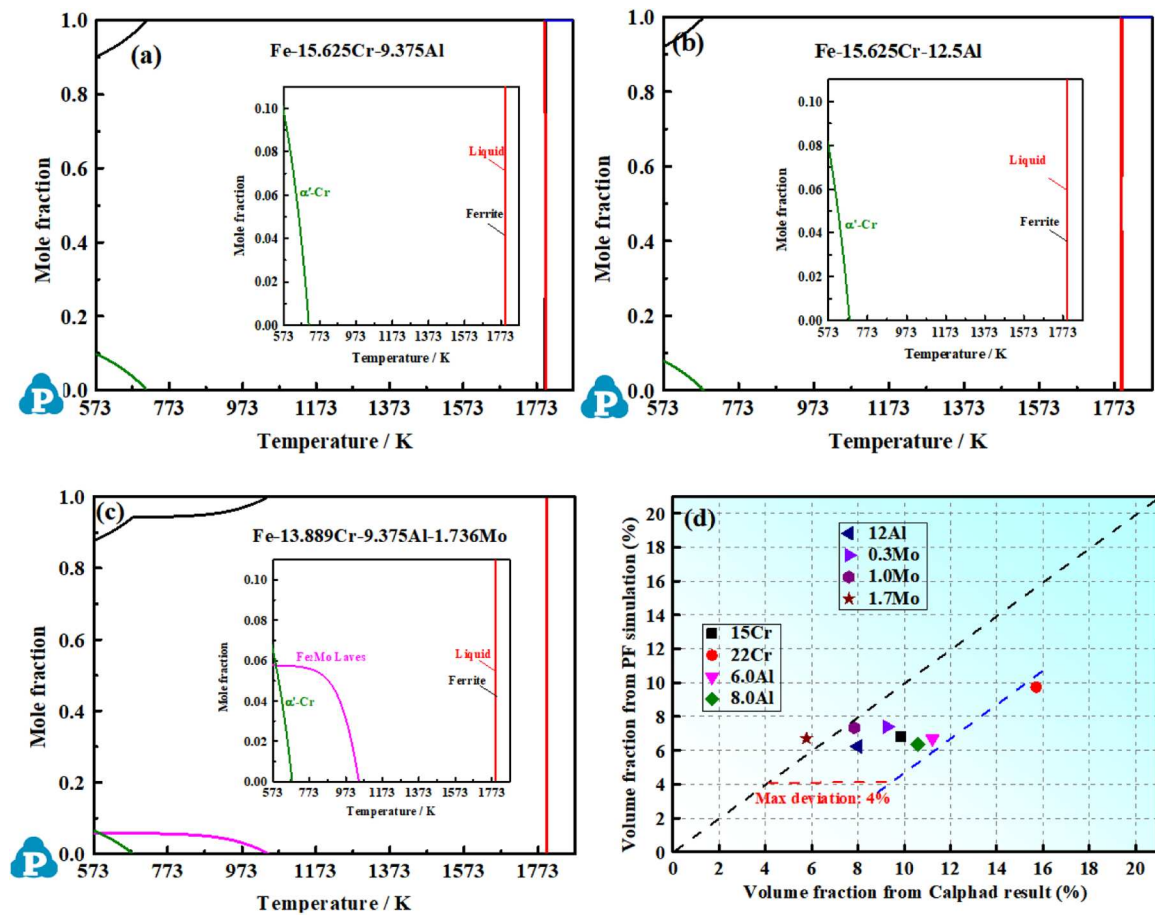 (a)
Fe-15.625Cr-9.375Al
1.0
0.8
0.6
0.4
0.2
0.0
Mole fraction
573 773 973 1173 1373 1573 1773
Temperature / K
0.10
0.08
0.06
0.04
0.02
0.00
Mole fraction
α'-Cr
Liquid
Ferrite
573 773 973 1173 1373 1573 1773
Temperature / K
P
(b)
Fe-15.625Cr-12.5Al
1.0
0.8
0.6
0.4
0.2
0.0
Mole fraction
573 773 973 1173 1373 1573 1773
Temperature / K
0.10
0.08
0.06
0.04
0.02
0.00
Mole fraction
α'-Cr
Liquid
Ferrite
573 773 973 1173 1373 1573 1773
Temperature / K
P
(c)
Fe-13.889Cr-9.375Al-1.736Mo
1.0
0.8
0.6
0.4
0.2
0.0
Mole fraction
573 773 973 1173 1373 1573 1773
Temperature / K
0.10
0.08
0.06
0.04
0.02
0.00
Mole fraction
Fe₂Mo Laves
α'-Cr
Liquid
Ferrite
573 773 973 1173 1373 1573 1773
Temperature / K
P
(d)
20
18
16
14
12
10
8
6
4
2
0
Volume fraction from PF simulation (%)
12Al
0.3Mo
1.0Mo
1.7Mo
15Cr
22Cr
6.0Al
8.0Al
Max deviation: 4%
0 2 4 6 8 10 12 14 16 18 20
Volume fraction from Calphad result (%)